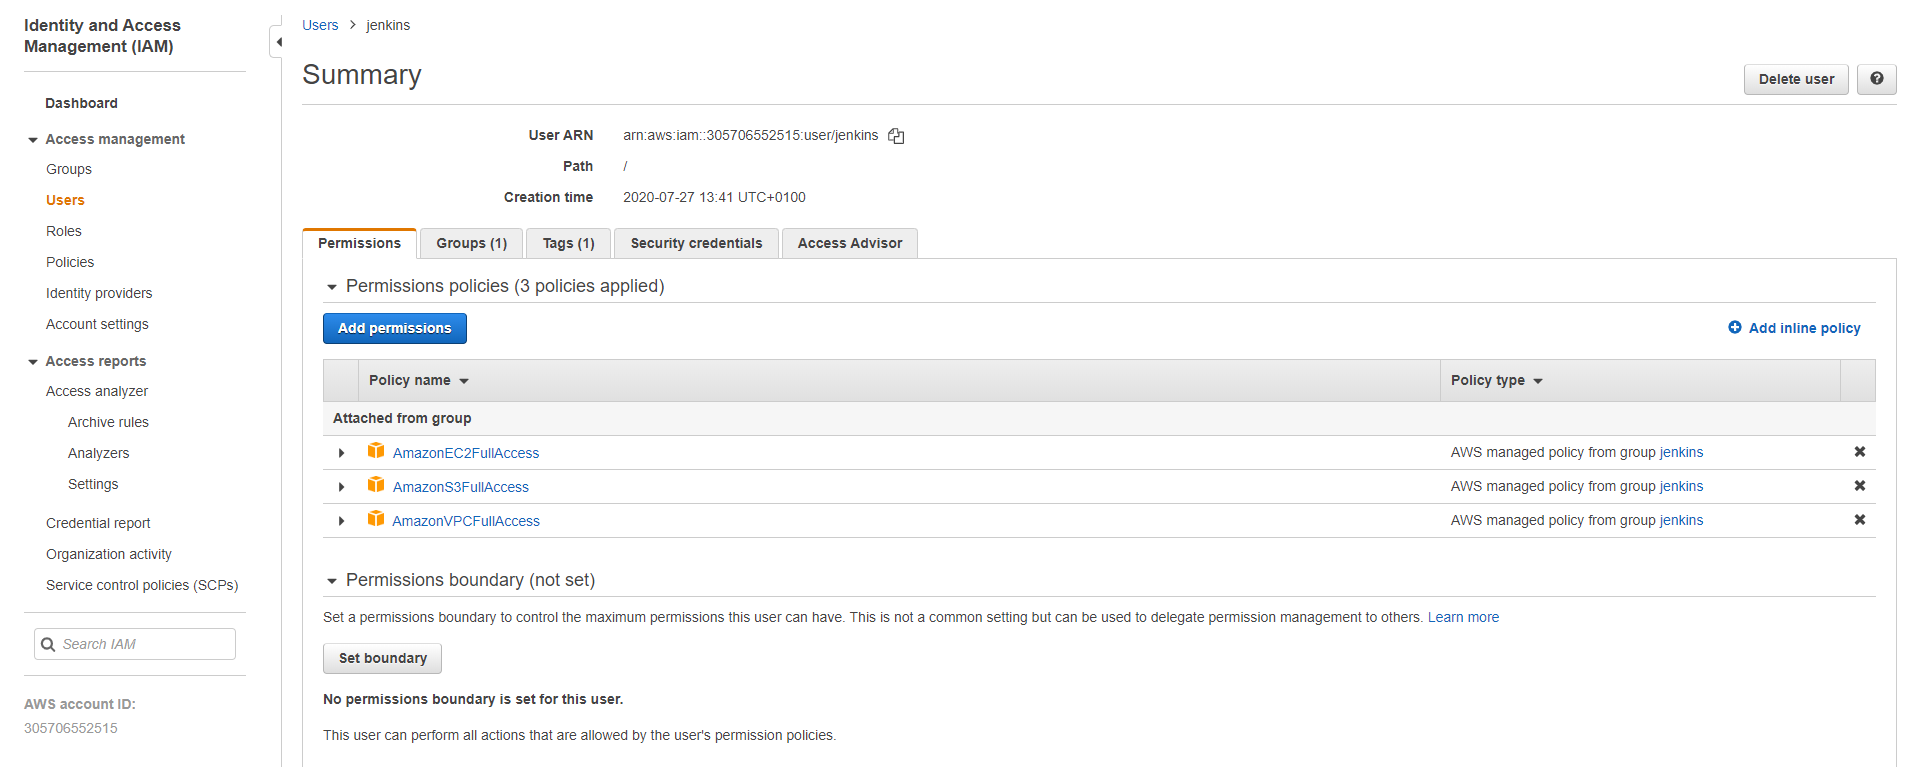 Identity and Access
Management (IAM)
Dashboard
Access management
Groups
Users
Roles
Policies
Identity providers
Account settings
Access reports
Access analyzer
Archive rules
Analyzers
Settings
Credential report
Organization activity
Service control policies (SCPs)
Search IAM
AWS account ID:
305706552515
Users > jenkins
Summary
Delete user
User ARN arn:aws:iam::305706552515:user/jenkins
Path /
Creation time 2020-07-27 13:41 UTC+0100
Permissions Groups (1) Tags (1) Security credentials Access Advisor
Permissions policies (3 policies applied)
Add permissions Add inline policy
Policy name Policy type
Attached from group
AmazonEC2FullAccess AWS managed policy from group jenkins
AmazonS3FullAccess AWS managed policy from group jenkins
AmazonVPCFullAccess AWS managed policy from group jenkins
Permissions boundary (not set)
Set a permissions boundary to control the maximum permissions this user can have. This is not a common setting but can be used to delegate permission management to others. Learn more
Set boundary
No permissions boundary is set for this user.
This user can perform all actions that are allowed by the user's permission policies.